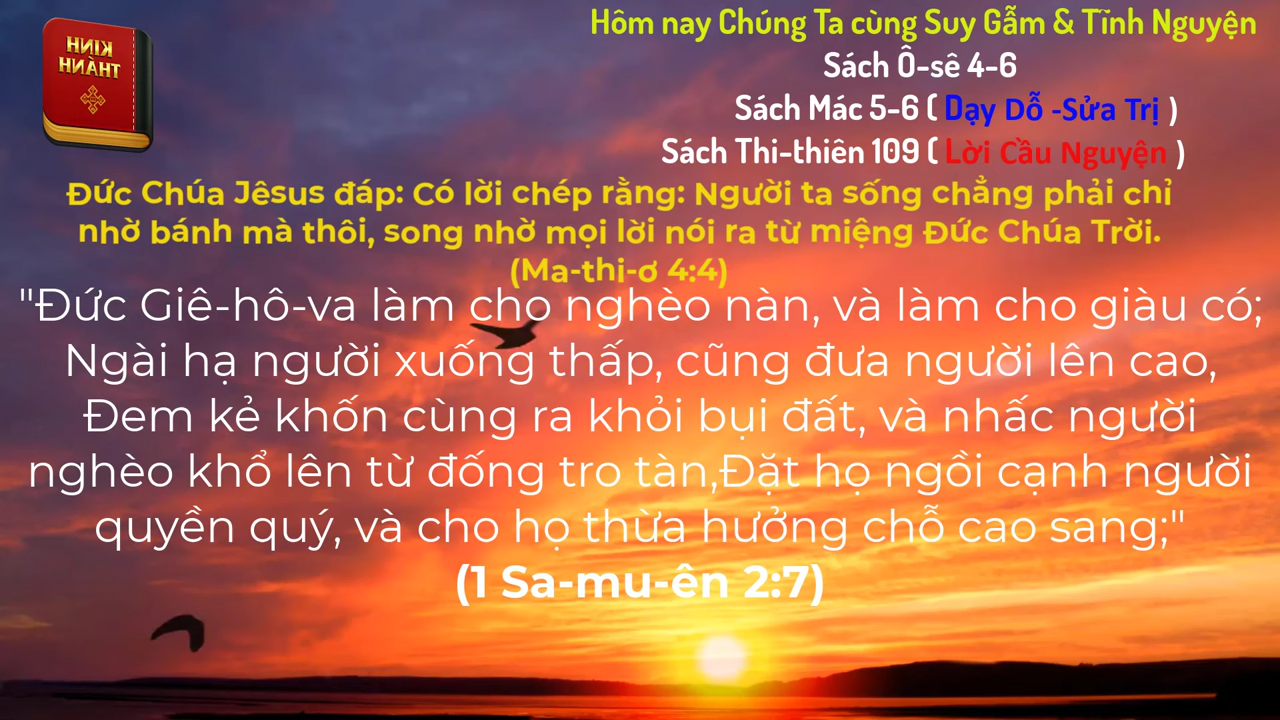 KINH
THÀNH
Hôm nay Chúng Ta cùng Suy Gẫm & Tĩnh Nguyện
Sách Ô-sê 4-6
Sách Mác 5-6 ( Dạy Dỗ -Sửa Trị )
Sách Thi-thiên 109 ( Lời Cầu Nguyện )
Đức Chúa Jêsus đáp: Có lời chép rằng: Người ta sống chẳng phải chỉ
nhờ bánh mà thôi, song nhờ mọi lời nói ra từ miệng Đức Chúa Trời.
(Ma-thi-ơ 4:4)
"Đức Giê-hô-va làm cho nghèo nàn, và làm cho giàu có;
Ngài hạ người xuống thấp, cũng đưa người lên cao,
Đem kẻ khốn cùng ra khỏi bụi đất, và nhấc người
nghèo khổ lên từ đống tro tàn,Đặt họ ngồi cạnh người
quyền quý, và cho họ thừa hưởng chỗ cao sang;"
(1 Sa-mu-ên 2:7)